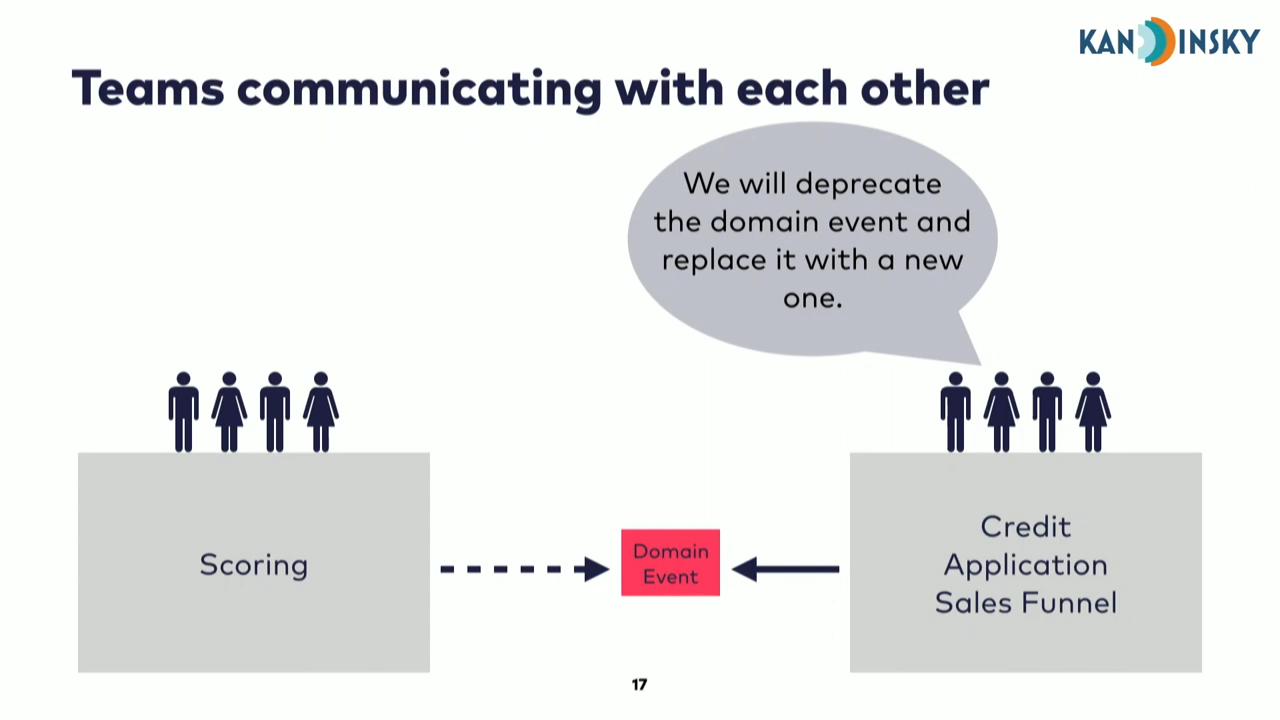 KANDINSKY
Teams communicating with each other
We will deprecate
the domain event and
replace it with a new
one.
Scoring
Domain
Event
Credit
Application
Sales Funnel
17